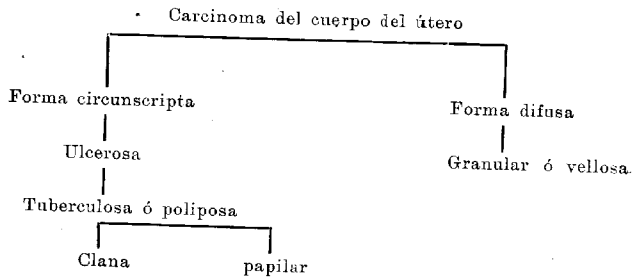 Carcinoma del cuerpo del útero
Forma circunscripta
Forma difusa
Ulcerosa
Granular ó vellosa.
Tuberculosa ó poliposa
Clana
papilar